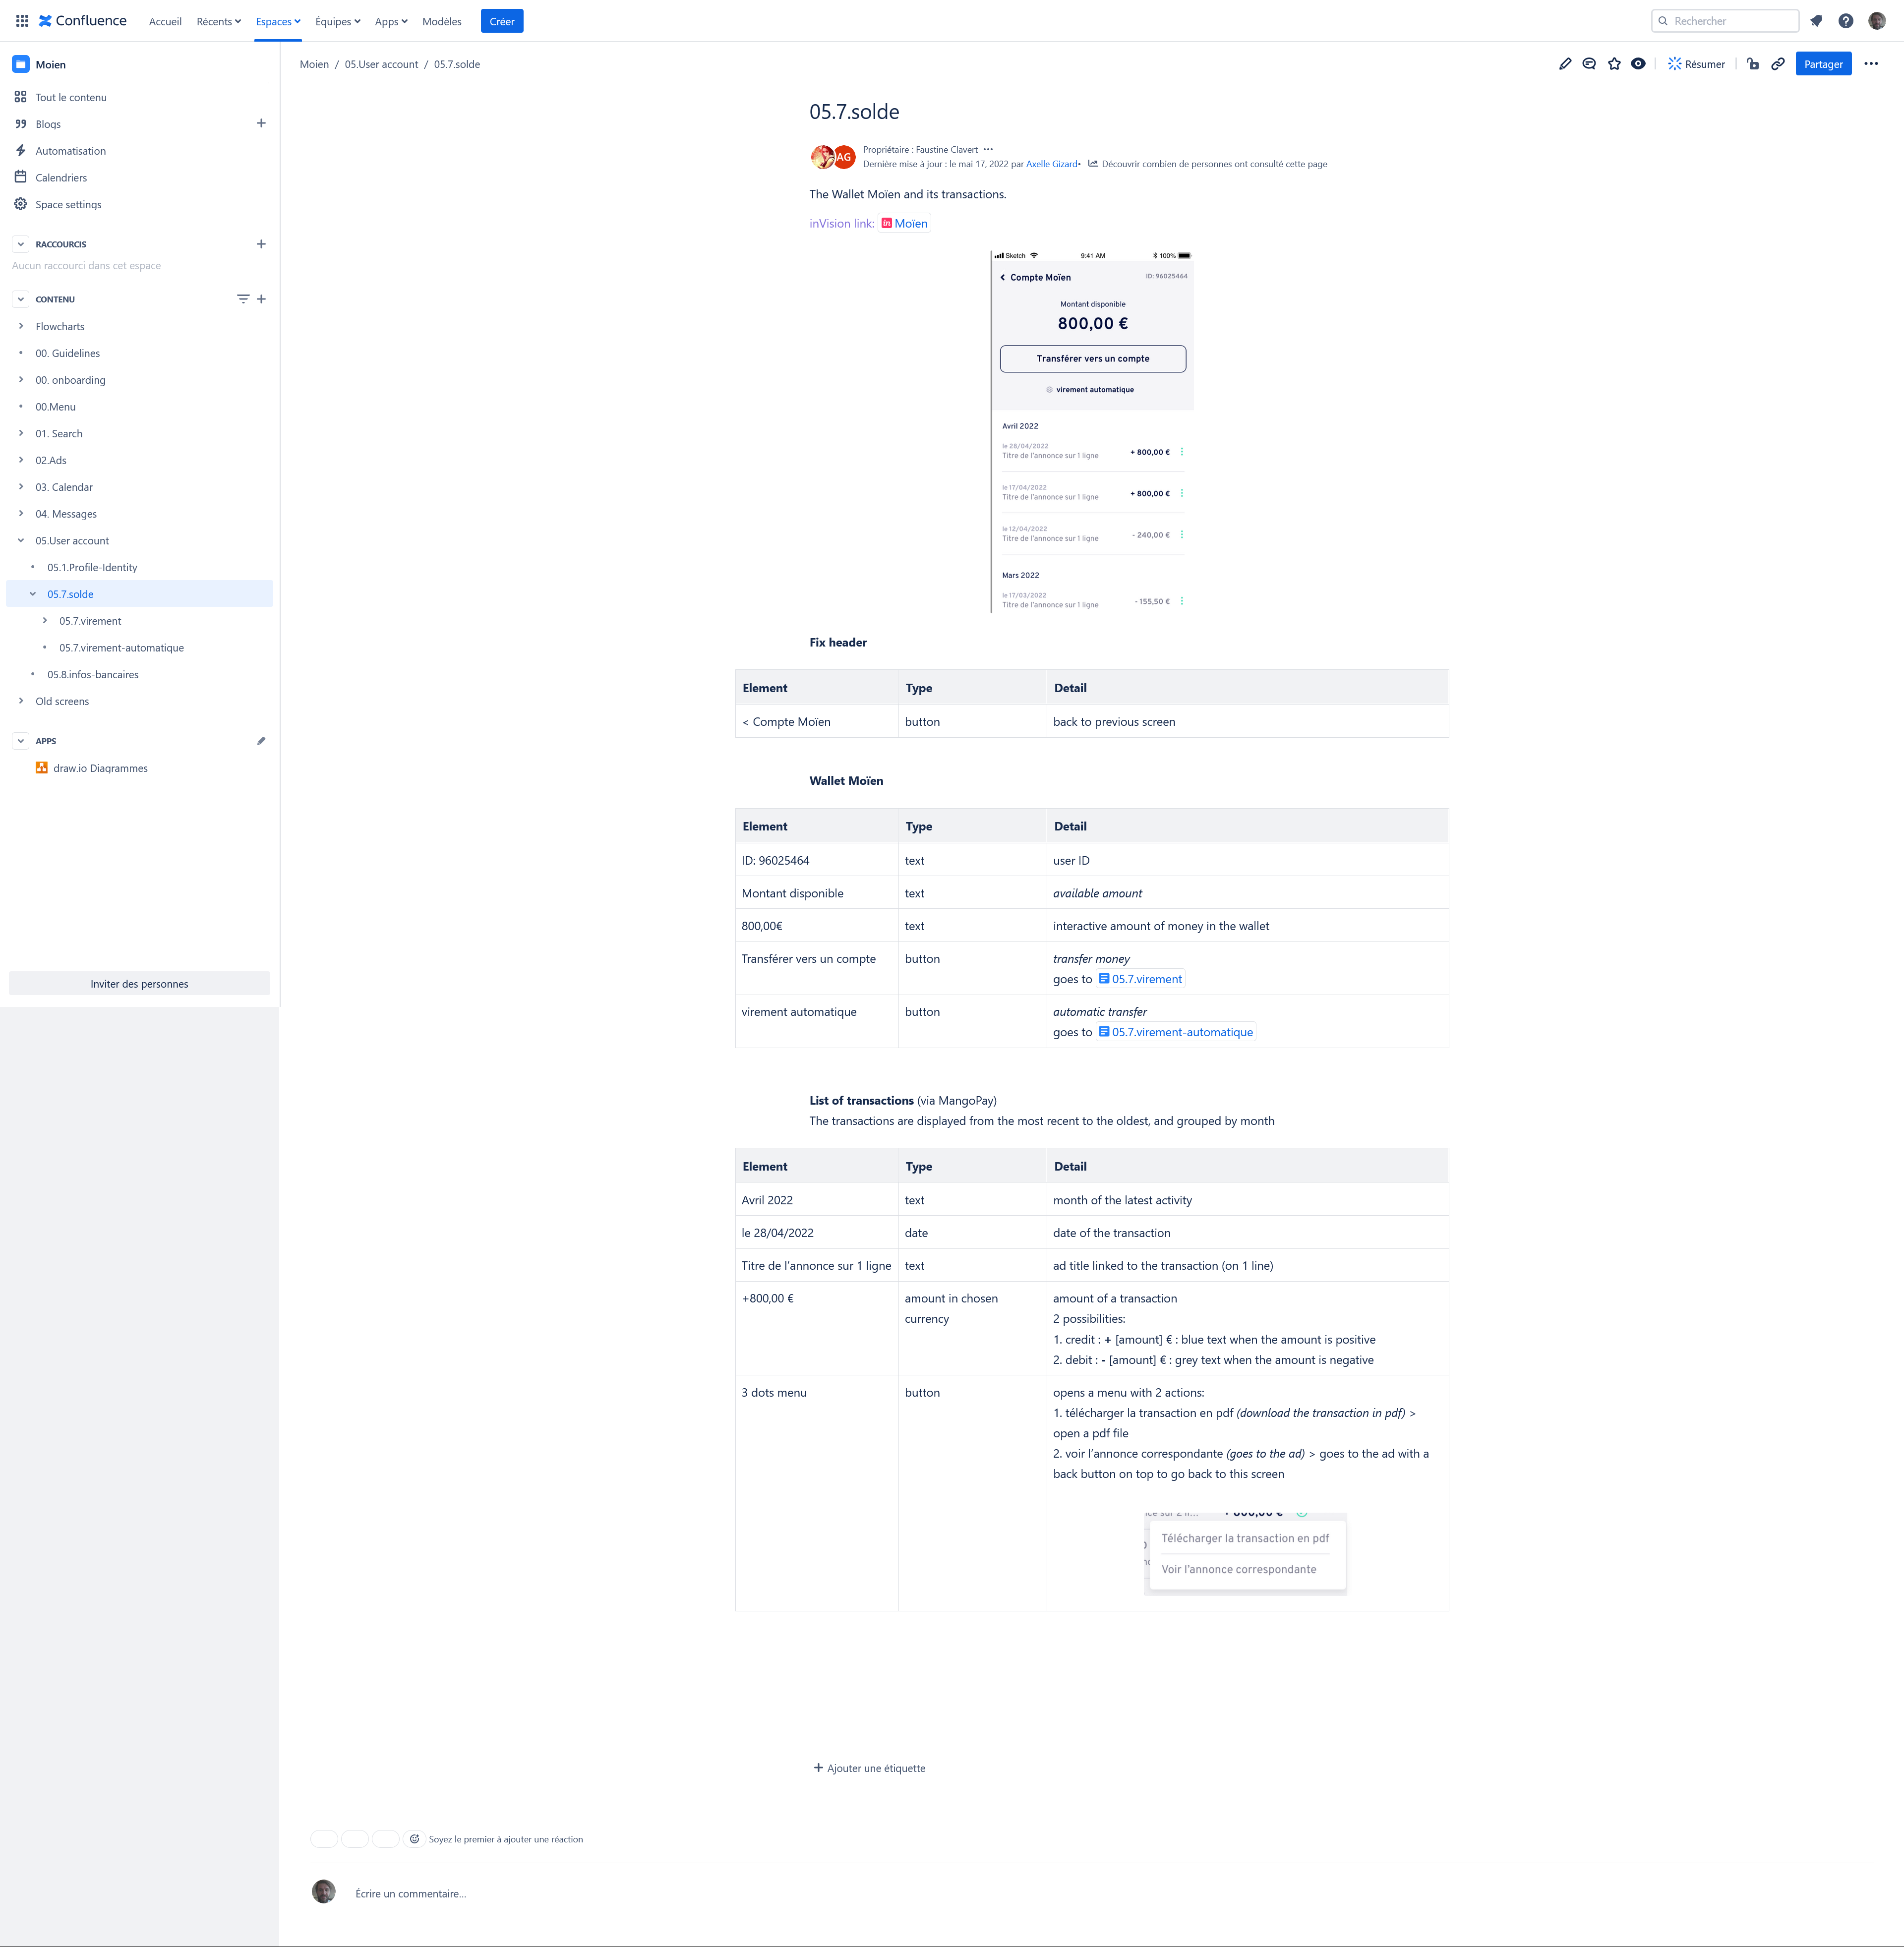 Confluence
Accueil
Récents
Espaces
Équipes
Apps
Modèles
Créer
Rechercher
Moien
Tout le contenu
Blogs
Automatisation
Calendriers
Space settings
RACCOURCIS
Aucun raccourci dans cet espace
CONTENU
Flowcharts
00. Guidelines
00. onboarding
00.Menu
01. Search
02.Ads
03. Calendar
04. Messages
05.User account
05.1.Profile-Identity
05.7.solde
05.7.virement
05.7.virement-automatique
05.8.infos-bancaires
Old screens
APPS
draw.io Diagrammes
Inviter des personnes
Moien / 05.User account / 05.7.solde
Résumer
Partager
05.7.solde
AG
Propriétaire : Faustine Clavert
Dernière mise à jour : le mai 17, 2022 par Axelle Gizard• Découvrir combien de personnes ont consulté cette page
The Wallet Moïen and its transactions.
inVision link: in Moïen
Sketch 9:41 AM 100%
Compte Moïen ID: 96025464
Montant disponible
800,00 €
Transférer vers un compte
virement automatique
Avril 2022
le 28/04/2022
Titre de l'annonce sur 1 ligne + 800,00 €
le 17/04/2022
Titre de l'annonce sur 1 ligne + 800,00 €
le 12/04/2022
Titre de l'annonce sur 1 ligne - 240,00 €
Mars 2022
le 17/03/2022
Titre de l'annonce sur 1 ligne - 155,50 €
Fix header
Element Type Detail
< Compte Moïen button back to previous screen
Wallet Moïen
Element Type Detail
ID: 96025464 text user ID
Montant disponible text available amount
800,00€ text interactive amount of money in the wallet
Transférer vers un compte button transfer money
goes to 05.7.virement
virement automatique button automatic transfer
goes to 05.7.virement-automatique
List of transactions (via MangoPay)
The transactions are displayed from the most recent to the oldest, and grouped by month
Element Type Detail
Avril 2022 text month of the latest activity
le 28/04/2022 date date of the transaction
Titre de l'annonce sur 1 ligne text ad title linked to the transaction (on 1 line)
+800,00 € amount in chosen amount of a transaction
currency 2 possibilities:
1. credit : + [amount] € : blue text when the amount is positive
2. debit : - [amount] € : grey text when the amount is negative
3 dots menu button opens a menu with 2 actions:
1. télécharger la transaction en pdf (download the transaction in pdf) >
open a pdf file
2. voir l'annonce correspondante (goes to the ad) > goes to the ad with a
back button on top to go back to this screen
Télécharger la transaction en pdf
Voir l'annonce correspondante
Ajouter une étiquette
Soyez le premier à ajouter une réaction
Écrire un commentaire...